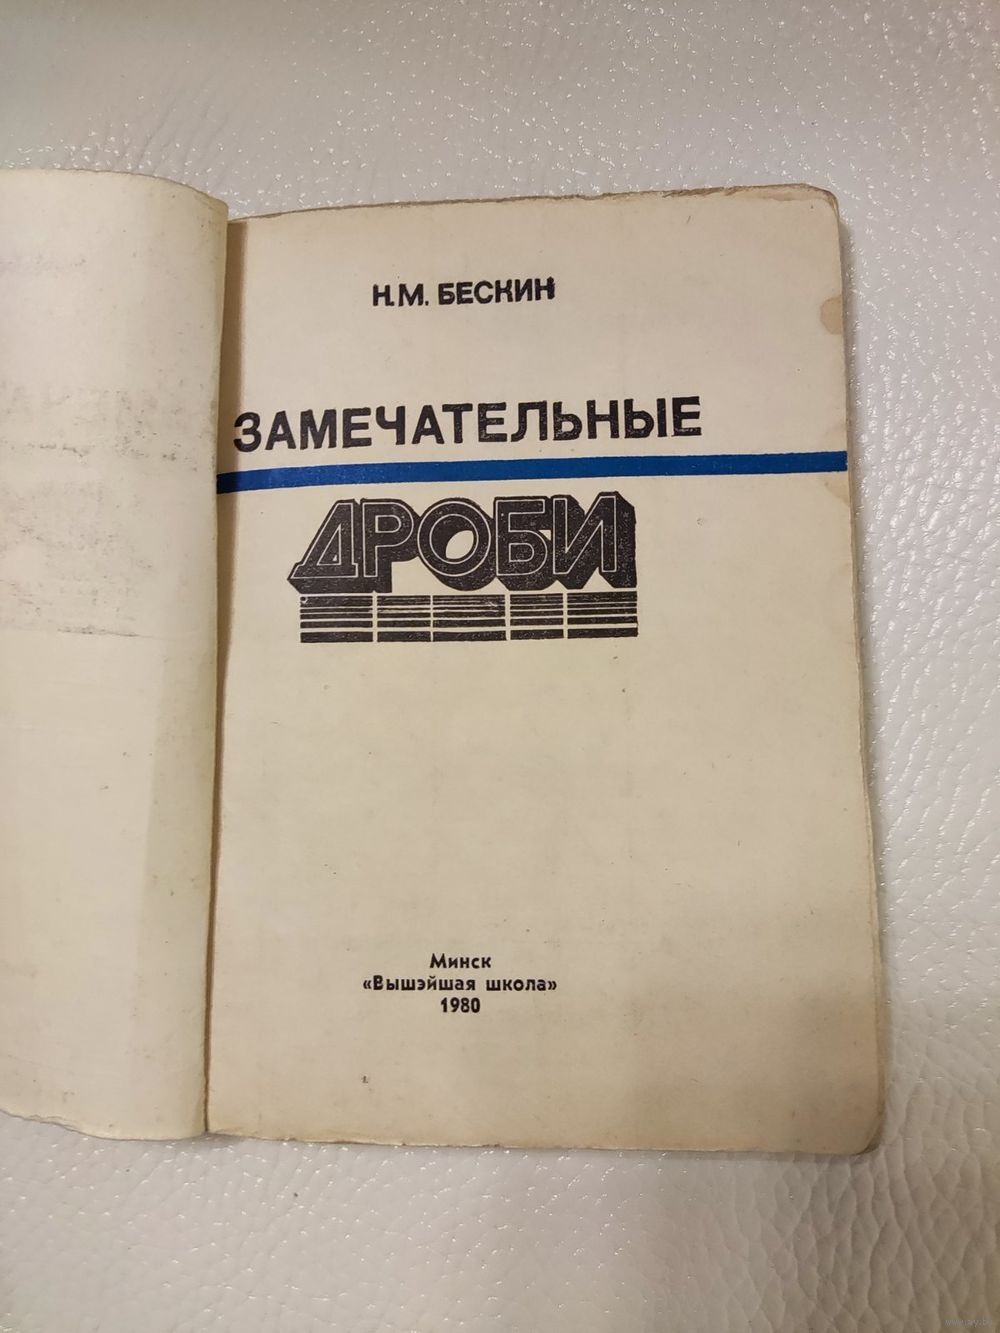 Н.М. БЕСКИН
ЗАМЕЧАТЕЛЬНЫЕ
ДРОБИ
Минск
«Вышэйшая школа»
1980